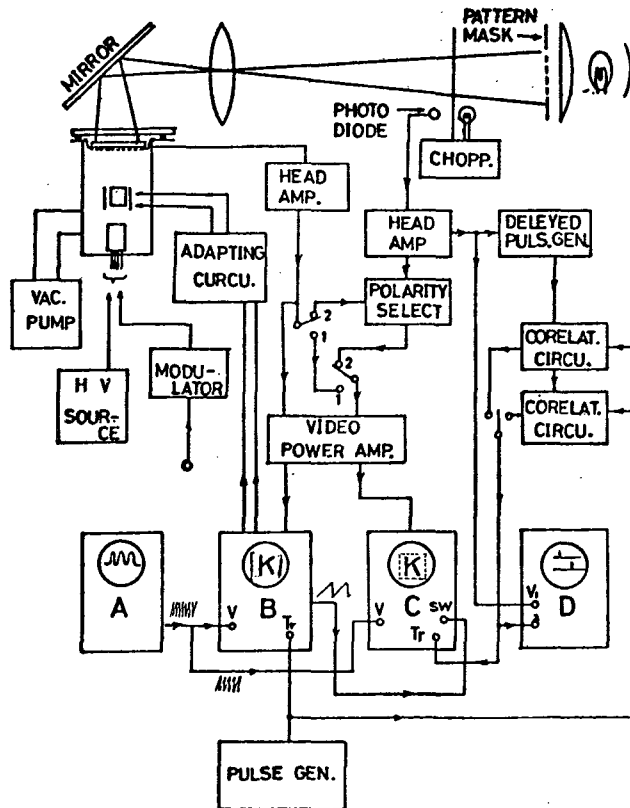 PATTERN
MASK
MIRROR
PHOTO
DIODE
CHOPP.
HEAD
AMP.
HEAD
AMP
DELEYED
PULS. GEN.
ADAPTING
CURCU.
POLARITY
SELECT
VAC.
PUMP
2
1
2
1
CORELAT.
CIRCU.
MODU-
LATOR
H V
SOUR-
CE
CORELAT.
CIRCU.
VIDEO
POWER AMP.
K
K
A
B
C
D
V
Tr
V
SW
Tr
V1
PULSE GEN.